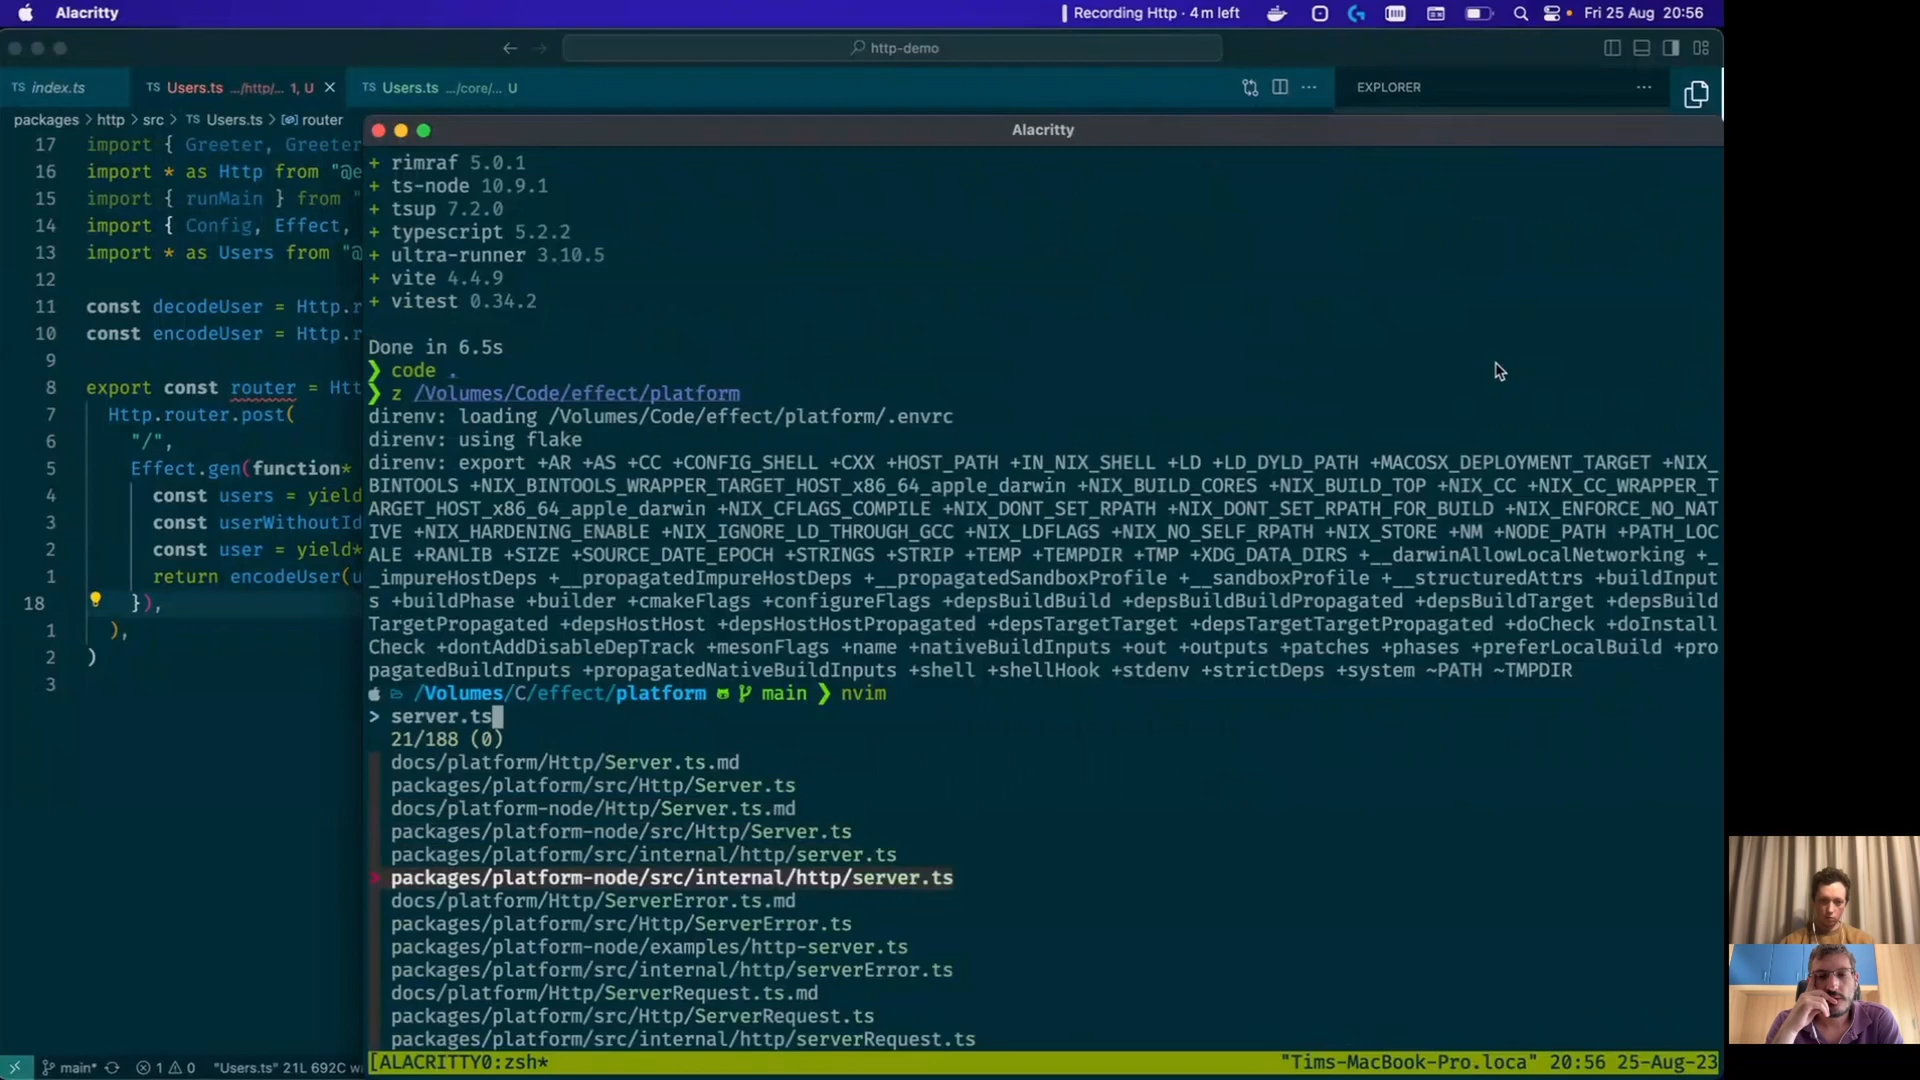 Alacritty
Recording Http · 4 m left
Fri 25 Aug 20:56
http-demo
TS index.ts
TS Users.ts .../http/... 1, U
TS Users.ts .../core/... U
EXPLORER
packages > http > src > TS Users.ts > router
17 import { Greeter, Greeter
16 import * as Http from "@e
15 import { runMain } from "
14 import { Config, Effect,
13 import * as Users from "@
12
11 const decodeUser = Http.r
10 const encodeUser = Http.r
9
8 export const router = Htt
7 Http.router.post(
6 "/",
5 Effect.gen(function*
4 const users = yield
3 const userWithoutId
2 const user = yield*
1 return encodeUser(u
18 }),
1 ),
2 )
3
main* 1 0 "Users.ts" 21L 692C w
Alacritty
+ rimraf 5.0.1
+ ts-node 10.9.1
+ tsup 7.2.0
+ typescript 5.2.2
+ ultra-runner 3.10.5
+ vite 4.4.9
+ vitest 0.34.2
Done in 6.5s
❯ code .
❯ z /Volumes/Code/effect/platform
direnv: loading /Volumes/Code/effect/platform/.envrc
direnv: using flake
direnv: export +AR +AS +CC +CONFIG_SHELL +CXX +HOST_PATH +IN_NIX_SHELL +LD +LD_DYLD_PATH +MACOSX_DEPLOYMENT_TARGET +NIX_
BINTOOLS +NIX_BINTOOLS_WRAPPER_TARGET_HOST_x86_64_apple_darwin +NIX_BUILD_CORES +NIX_BUILD_TOP +NIX_CC +NIX_CC_WRAPPER_T
ARGET_HOST_x86_64_apple_darwin +NIX_CFLAGS_COMPILE +NIX_DONT_SET_RPATH +NIX_DONT_SET_RPATH_FOR_BUILD +NIX_ENFORCE_NO_NAT
IVE +NIX_HARDENING_ENABLE +NIX_IGNORE_LD_THROUGH_GCC +NIX_LDFLAGS +NIX_NO_SELF_RPATH +NIX_STORE +NM +NODE_PATH +PATH_LOC
ALE +RANLIB +SIZE +SOURCE_DATE_EPOCH +STRINGS +STRIP +TEMP +TEMPDIR +TMP +XDG_DATA_DIRS +__darwinAllowLocalNetworking +_
_impureHostDeps +__propagatedImpureHostDeps +__propagatedSandboxProfile +__sandboxProfile +__structuredAttrs +buildInput
s +buildPhase +builder +cmakeFlags +configureFlags +depsBuildBuild +depsBuildBuildPropagated +depsBuildTarget +depsBuild
TargetPropagated +depsHostHost +depsHostHostPropagated +depsTargetTarget +depsTargetTargetPropagated +doCheck +doInstall
Check +dontAddDisableDepTrack +mesonFlags +name +nativeBuildInputs +out +outputs +patches +phases +preferLocalBuild +pro
pagatedBuildInputs +propagatedNativeBuildInputs +shell +shellHook +stdenv +strictDeps +system ~PATH ~TMPDIR
/Volumes/C/effect/platform main ❯ nvim
> server.ts
21/188 (0)
docs/platform/Http/Server.ts.md
packages/platform/src/Http/Server.ts
docs/platform-node/Http/Server.ts.md
packages/platform-node/src/Http/Server.ts
packages/platform/src/internal/http/server.ts
> packages/platform-node/src/internal/http/server.ts
docs/platform/Http/ServerError.ts.md
packages/platform/src/Http/ServerError.ts
packages/platform-node/examples/http-server.ts
packages/platform/src/internal/http/serverError.ts
docs/platform/Http/ServerRequest.ts.md
packages/platform/src/Http/ServerRequest.ts
packages/platform/src/internal/http/serverRequest.ts
[ALACRITTY0:zsh* "Tims-MacBook-Pro.loca" 20:56 25-Aug-23